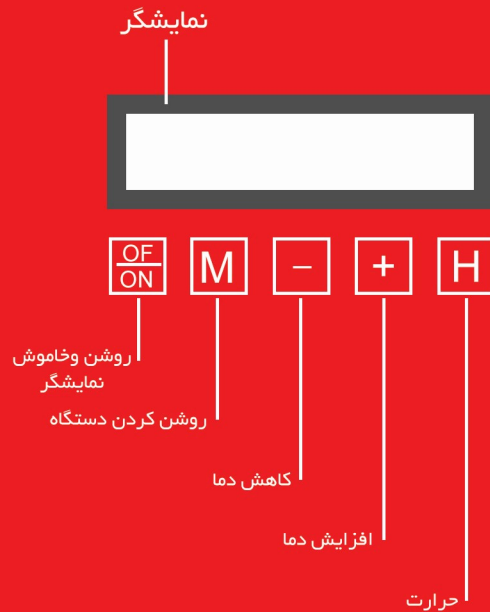 نمایشگر
OF
ON
M
−
+
H
روشن وخاموش
نمایشگر
روشن کردن دستگاه
کاهش دما
افزایش دما
حرارت